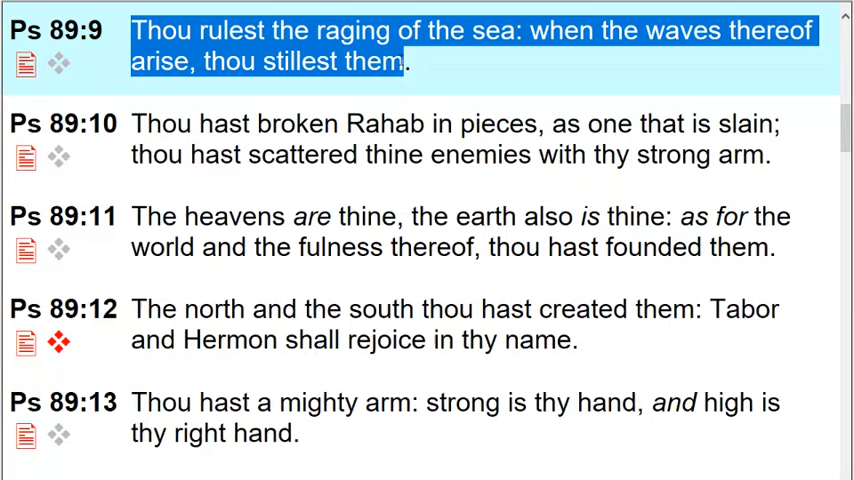 Ps 89:9 Thou rulest the raging of the sea: when the waves thereof
arise, thou stillest them.
Ps 89:10 Thou hast broken Rahab in pieces, as one that is slain;
thou hast scattered thine enemies with thy strong arm.
Ps 89:11 The heavens are thine, the earth also is thine: as for the
world and the fulness thereof, thou hast founded them.
Ps 89:12 The north and the south thou hast created them: Tabor
and Hermon shall rejoice in thy name.
Ps 89:13 Thou hast a mighty arm: strong is thy hand, and high is
thy right hand.